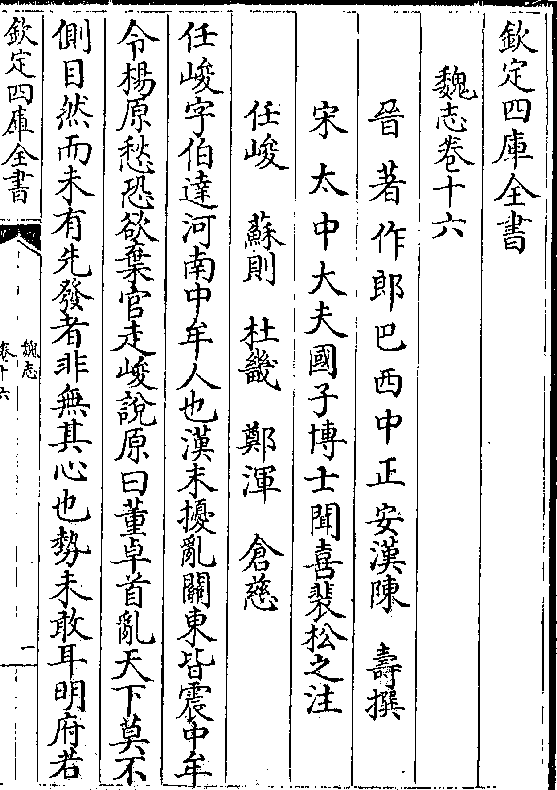 欽定四庫全書
魏志卷十六
晉著作郎巴西中正安漢陳　壽撰
宋太中大夫國子博士聞喜裴松之注
任峻　蘇則　杜畿　鄭渾　倉慈
任峻字伯達河南中牟人也漢末擾亂關東皆震中牟
令楊原愁恐欲棄官走峻說原曰董卓首亂天下莫不
側目然而未有先發者非無其心也勢未敢耳明府若
欽定四庫全書
魏志
卷十六
一